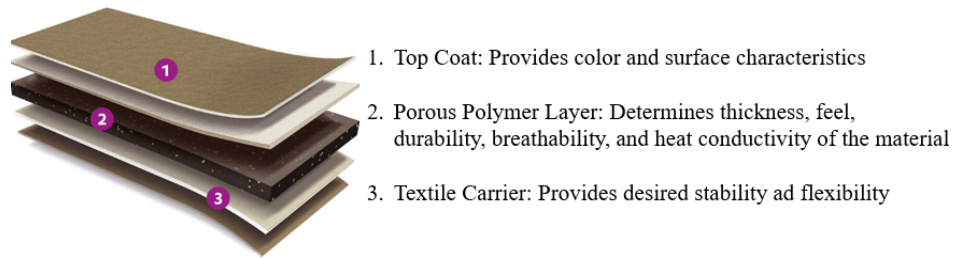 1
2
3
1. Top Coat: Provides color and surface characteristics
2. Porous Polymer Layer: Determines thickness, feel,
durability, breathability, and heat conductivity of the material
3. Textile Carrier: Provides desired stability ad flexibility